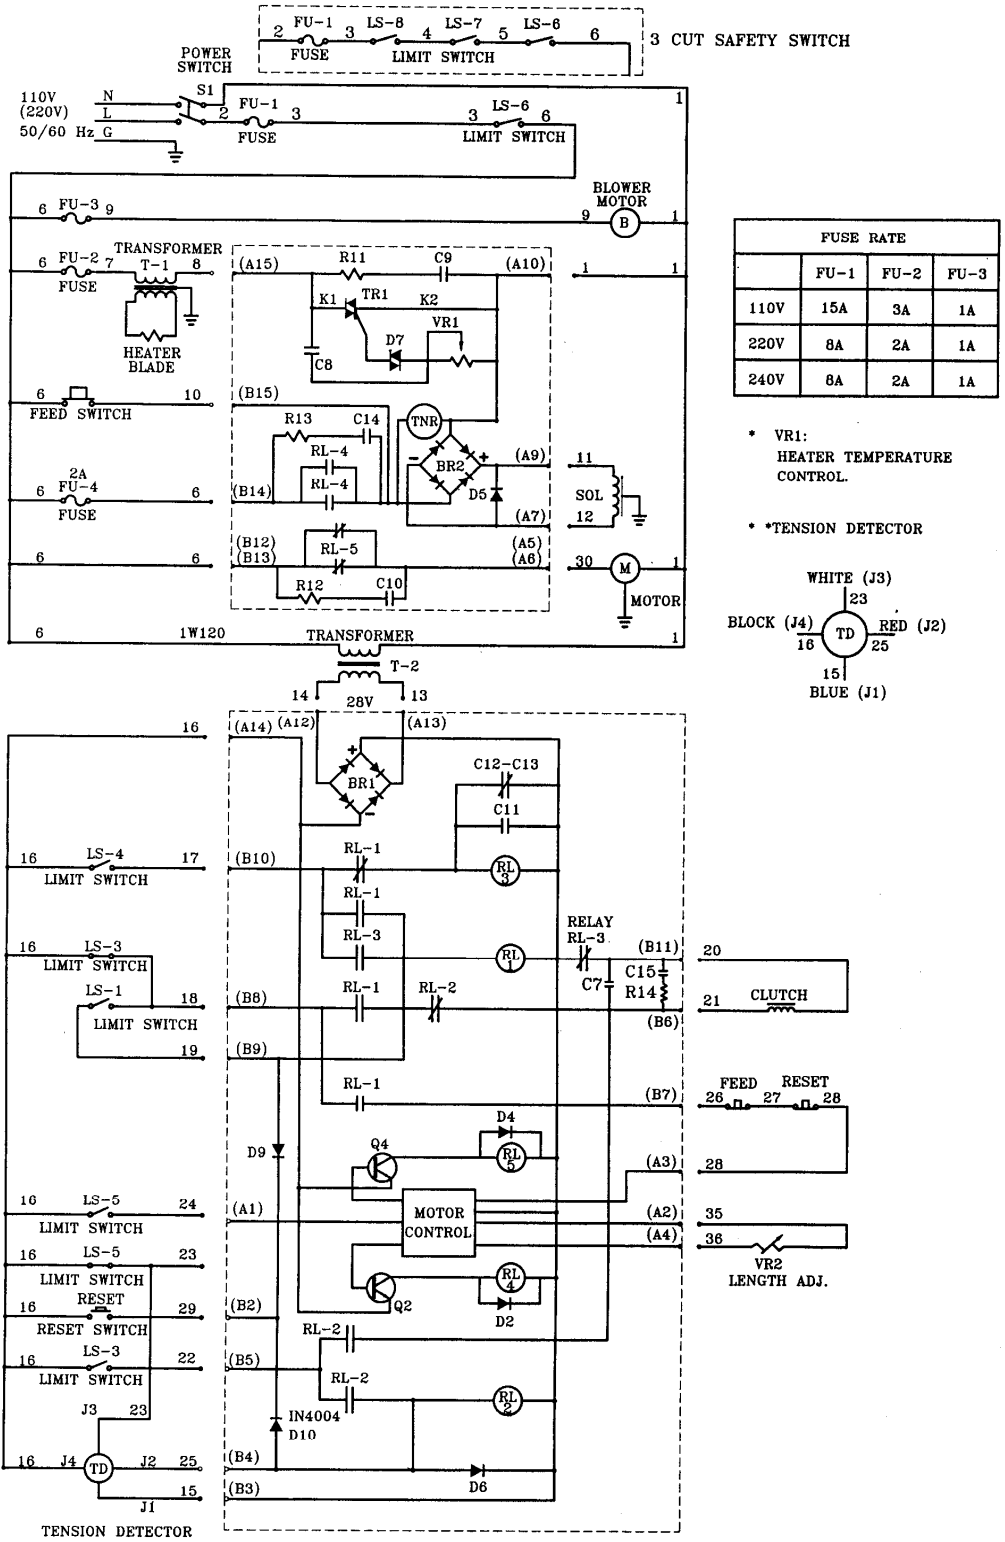 2 FU-1 3 LS-8 4 LS-7 5 LS-6 6
FUSE LIMIT SWITCH
3 CUT SAFETY SWITCH
POWER
SWITCH
S1
110V
(220V)
50/60 Hz
N
L
G
2 FU-1 3
FUSE
3 LS-6 6
LIMIT SWITCH
1
BLOWER
MOTOR
6 FU-3 9
9 B 1
6 FU-2 7
FUSE
TRANSFORMER
T-1 8
HEATER
BLADE
(A15) R11 C9 (A10) 1 1
K1 TR1 K2
VR1
D7
C8
6 10
FEED SWITCH
(B15)
R13 C14
TNR
RL-4
RL-4
BR2
- +
D5
(A9) 11
SOL
(A7) 12
2A
6 FU-4 6
FUSE
(B14)
(B12) (A5)
6 6 (B13) RL-5 (A6) 30 M 1
R12 C10
MOTOR
6 1W120 TRANSFORMER 1
T-2
14 28V 13
FUSE RATE
FU-1 FU-2 FU-3
110V 15A 3A 1A
220V 8A 2A 1A
240V 8A 2A 1A
* VR1:
HEATER TEMPERATURE
CONTROL.
* *TENSION DETECTOR
WHITE (J3)
23
BLOCK (J4) TD RED (J2)
16 25
15
BLUE (J1)
16 (A14) (A12) (A13)
+
BR1
-
C12-C13
C11
16 LS-4 17 (B10) RL-1 RL
3
LIMIT SWITCH
RL-1
RELAY
RL-3 RL
1 RL-3 (B11) 20
16 LS-3
LIMIT SWITCH
C7 C15
R14
LS-1 18 (B8) RL-1 RL-2 (B6) 21 CLUTCH
LIMIT SWITCH
19 (B9)
RL-1 (B7) 26 FEED 27 RESET 28
D9
D4
Q4 RL
5
(A3) 28
16 LS-5 24 (A1) MOTOR
CONTROL (A2) 35
LIMIT SWITCH
(A4) 36
VR2
LENGTH ADJ.
16 LS-5 23
LIMIT SWITCH
RL
4
Q2 D2
RESET
16 29 (B2)
RESET SWITCH
RL-2
16 LS-3 22 (B5)
LIMIT SWITCH
RL-2 RL
2
J3 23
IN4004
D10
16 J4 TD J2 25 (B4) D6
J1 15 (B3)
TENSION DETECTOR